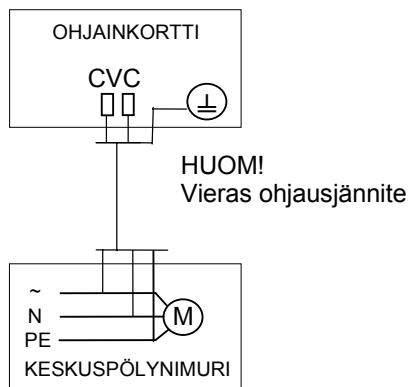 OHJAINKORTTI
CVC
HUOM!
Vieras ohjausjännite
~
N
M
PE
KESKUSPÖLYNIMURI